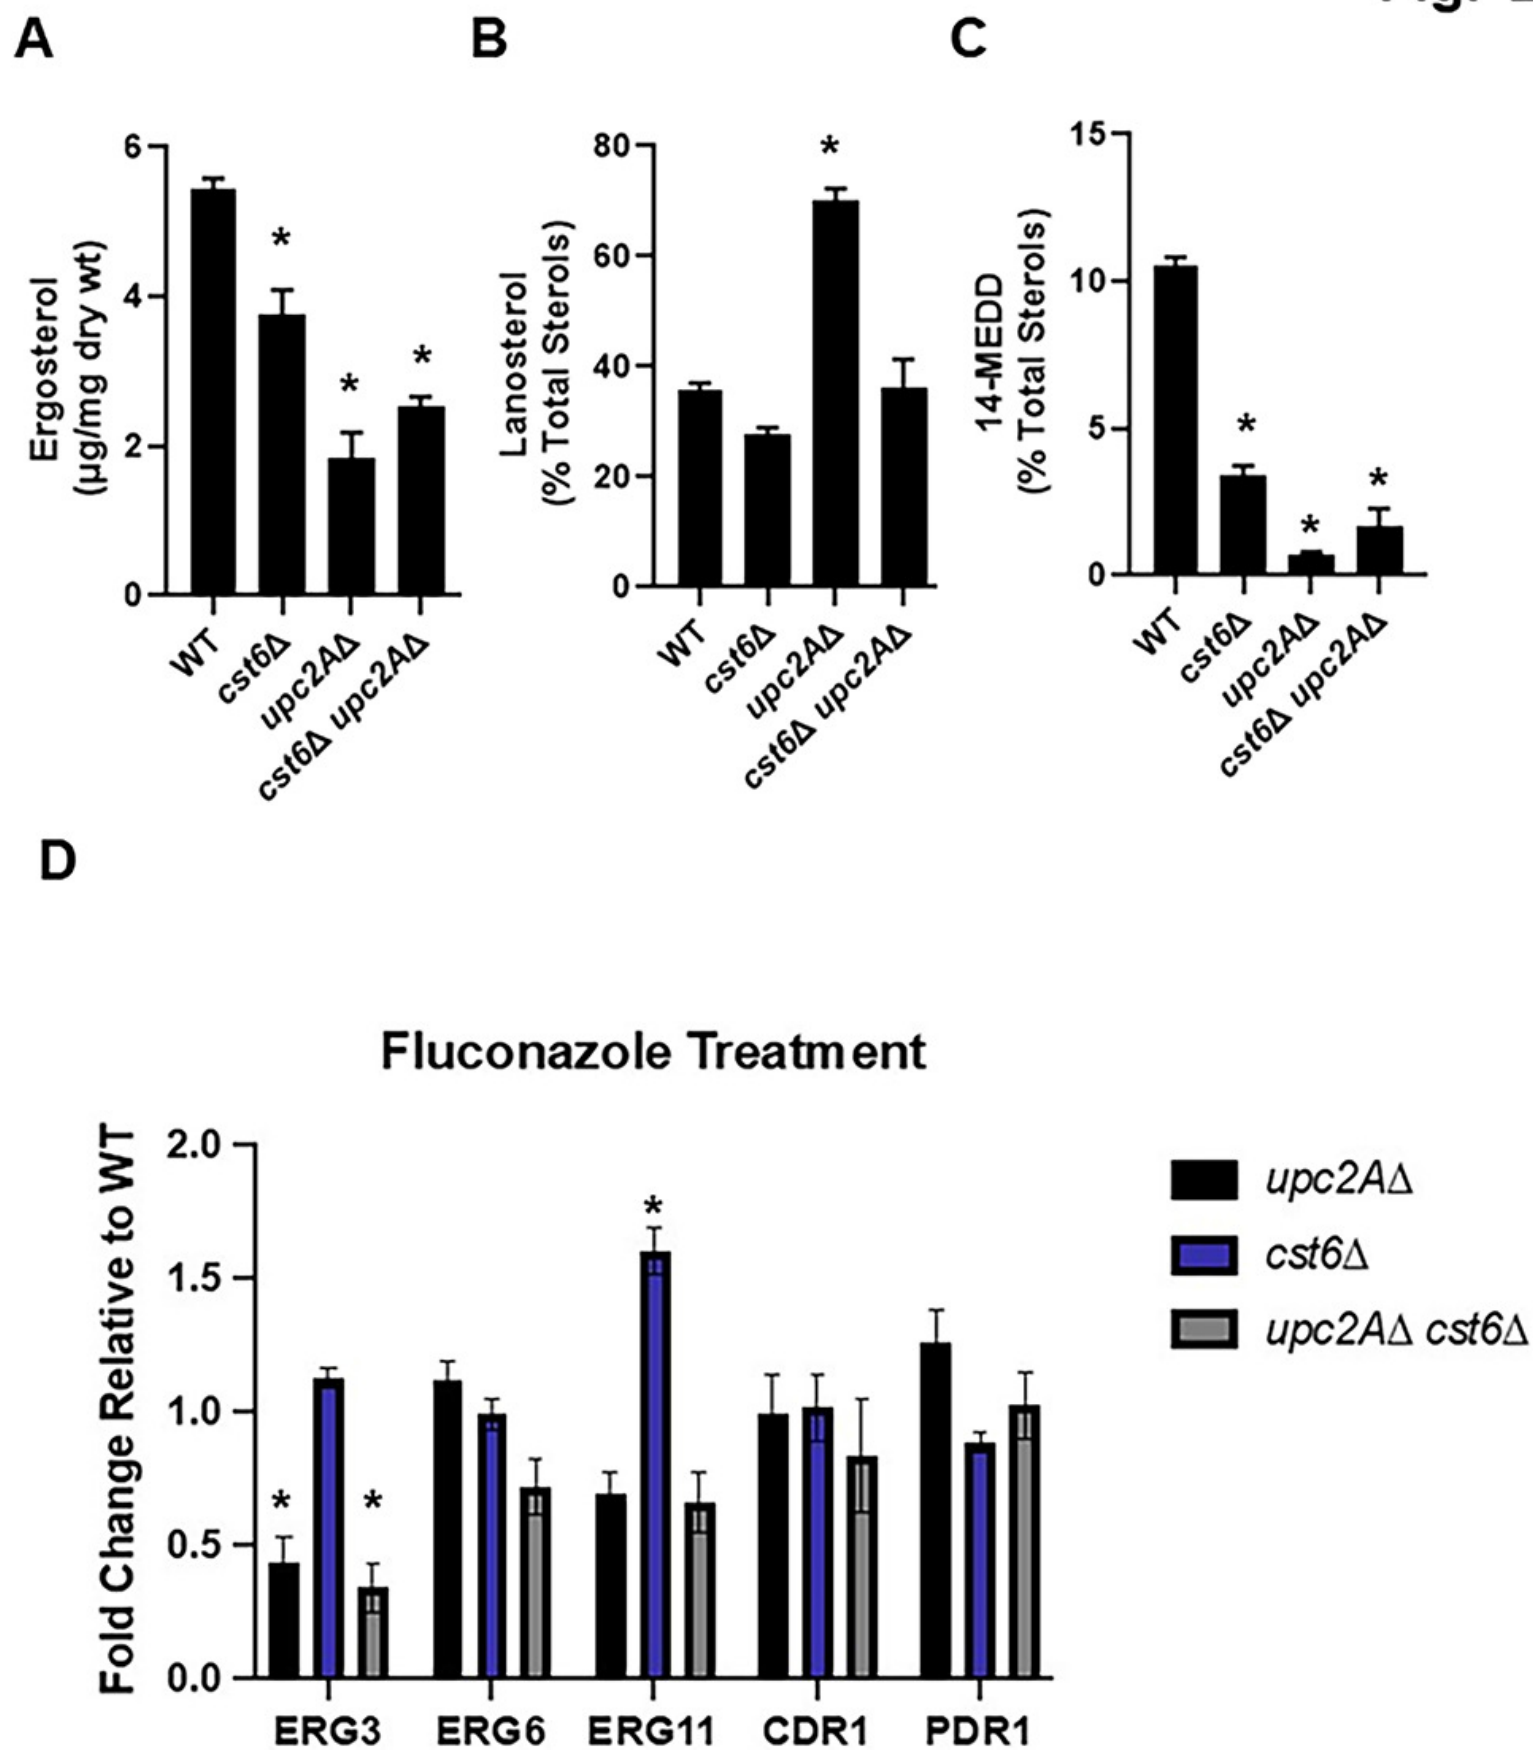 A
B
C
Ergosterol
(µg/mg dry wt)
6
4
2
0
*
*
*
WT
cst6Δ
upc2AΔ
cst6Δ upc2AΔ
Lanosterol
(% Total Sterols)
80
60
40
20
0
*
WT
cst6Δ
upc2AΔ
cst6Δ upc2AΔ
14-MEDD
(% Total Sterols)
15
10
5
0
*
*
*
WT
cst6Δ
upc2AΔ
cst6Δ upc2AΔ
D
Fluconazole Treatment
Fold Change Relative to WT
2.0
1.5
1.0
0.5
0.0
*
*
*
ERG3
ERG6
ERG11
CDR1
PDR1
upc2AΔ
cst6Δ
upc2AΔ cst6Δ